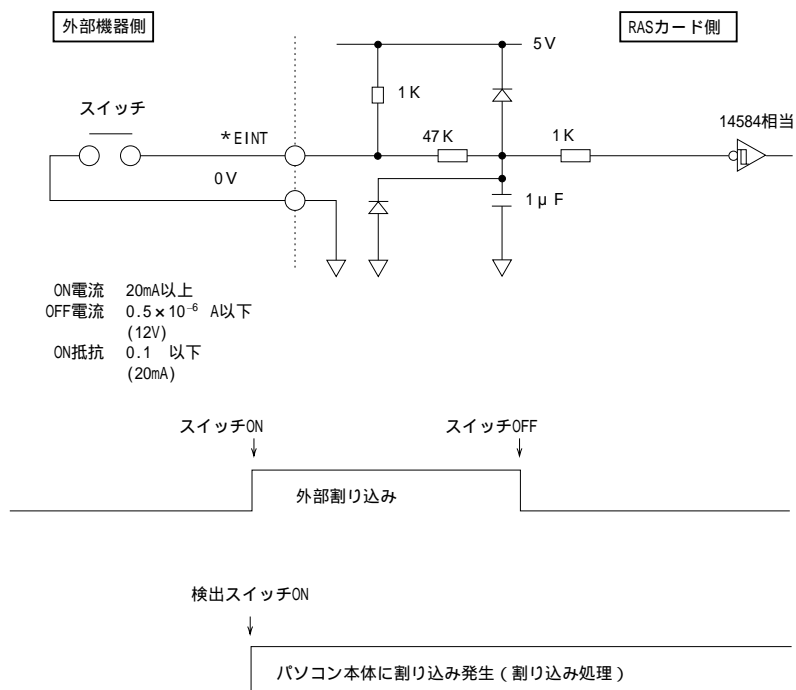 外部機器側
RASカード側
5V
1K
スイッチ
*EINT
47K
1K
14584相当
0V
1μF
ON電流 20mA以上
OFF電流 0.5×10⁻⁶ A以下
(12V)
ON抵抗 0.1 以下
(20mA)
スイッチON
スイッチOFF
外部割り込み
検出スイッチON
パソコン本体に割り込み発生(割り込み処理)